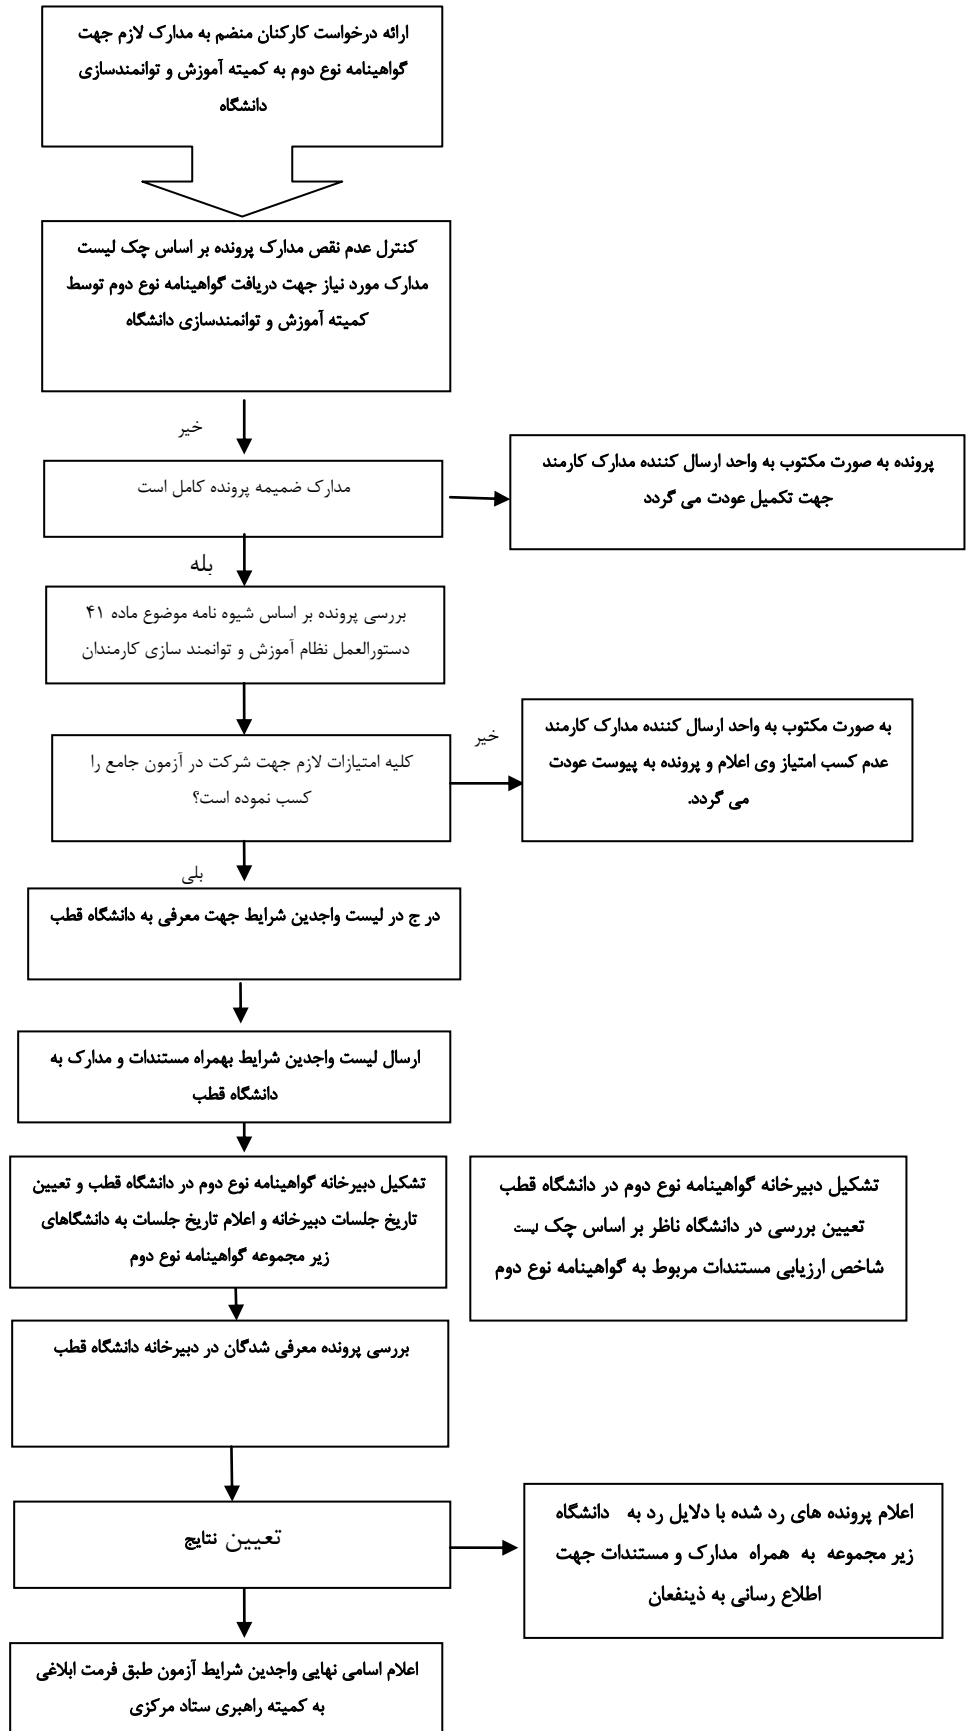 ارائه درخواست کارکنان منضم به مدارک لازم جهت
گواهینامه نوع دوم به کمیته آموزش و توانمندسازی
دانشگاه
کنترل عدم نقص مدارک پرونده بر اساس چک لیست
مدارک مورد نیاز جهت دریافت گواهینامه نوع دوم توسط
کمیته آموزش و توانمندسازی دانشگاه
خیر
مدارک ضمیمه پرونده کامل است
پرونده به صورت مکتوب به واحد ارسال کننده مدارک کارمند
جهت تکمیل عودت می گردد
بله
بررسی پرونده بر اساس شیوه نامه موضوع ماده ۴۱
دستورالعمل نظام آموزش و توانمند سازی کارمندان
کلیه امتیازات لازم جهت شرکت در آزمون جامع را
کسب نموده است؟
خیر
به صورت مکتوب به واحد ارسال کننده مدارک کارمند
عدم کسب امتیاز وی اعلام و پرونده به پیوست عودت
می گردد.
بلی
در ج در لیست واجدین شرایط جهت معرفی به دانشگاه قطب
ارسال لیست واجدین شرایط بهمراه مستندات و مدارک به
دانشگاه قطب
تشکیل دبیرخانه گواهینامه نوع دوم در دانشگاه قطب و تعیین
تاریخ جلسات دبیرخانه و اعلام تاریخ جلسات به دانشگاهای
زیر مجموعه گواهینامه نوع دوم
تشکیل دبیرخانه گواهینامه نوع دوم در دانشگاه قطب
تعیین بررسی در دانشگاه ناظر بر اساس چک لیست
شاخص ارزیابی مستندات مربوط به گواهینامه نوع دوم
بررسی پرونده معرفی شدگان در دبیرخانه دانشگاه قطب
تعیین نتایج
اعلام پرونده های رد شده با دلایل رد به دانشگاه
زیر مجموعه به همراه مدارک و مستندات جهت
اطلاع رسانی به ذینفعان
اعلام اسامی نهایی واجدین شرایط آزمون طبق فرمت ابلاغی
به کمیته راهبری ستاد مرکزی